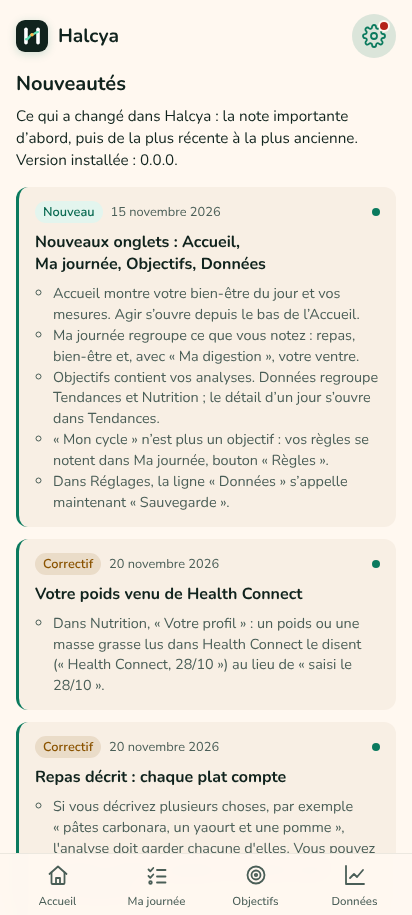 Halcya
Nouveautés
Ce qui a changé dans Halcya : la note importante
d’abord, puis de la plus récente à la plus ancienne.
Version installée : 0.0.0.
Nouveau 15 novembre 2026
Nouveaux onglets : Accueil,
Ma journée, Objectifs, Données
Accueil montre votre bien-être du jour et vos
mesures. Agir s’ouvre depuis le bas de l’Accueil.
Ma journée regroupe ce que vous notez : repas,
bien-être et, avec « Ma digestion », votre ventre.
Objectifs contient vos analyses. Données regroupe
Tendances et Nutrition ; le détail d’un jour s’ouvre
dans Tendances.
« Mon cycle » n’est plus un objectif : vos règles se
notent dans Ma journée, bouton « Règles ».
Dans Réglages, la ligne « Données » s’appelle
maintenant « Sauvegarde ».
Correctif 20 novembre 2026
Votre poids venu de Health Connect
Dans Nutrition, « Votre profil » : un poids ou une
masse grasse lus dans Health Connect le disent
(« Health Connect, 28/10 ») au lieu de « saisi le
28/10 ».
Correctif 20 novembre 2026
Repas décrit : chaque plat compte
Si vous décrivez plusieurs choses, par exemple
« pâtes carbonara, un yaourt et une pomme »,
l'analyse doit garder chacune d'elles. Vous pouvez
Accueil
Ma journée
Objectifs
Données